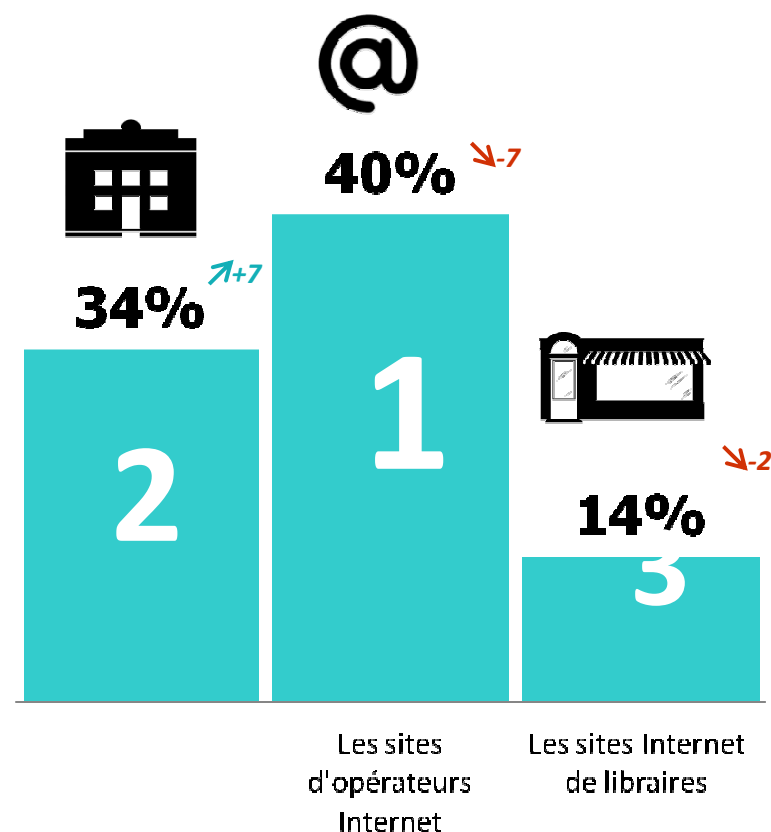 @
40%
-7
+7
34%
1
2
-2
14%
3
Les sites
d'opérateurs
Internet
Les sites Internet
de libraires